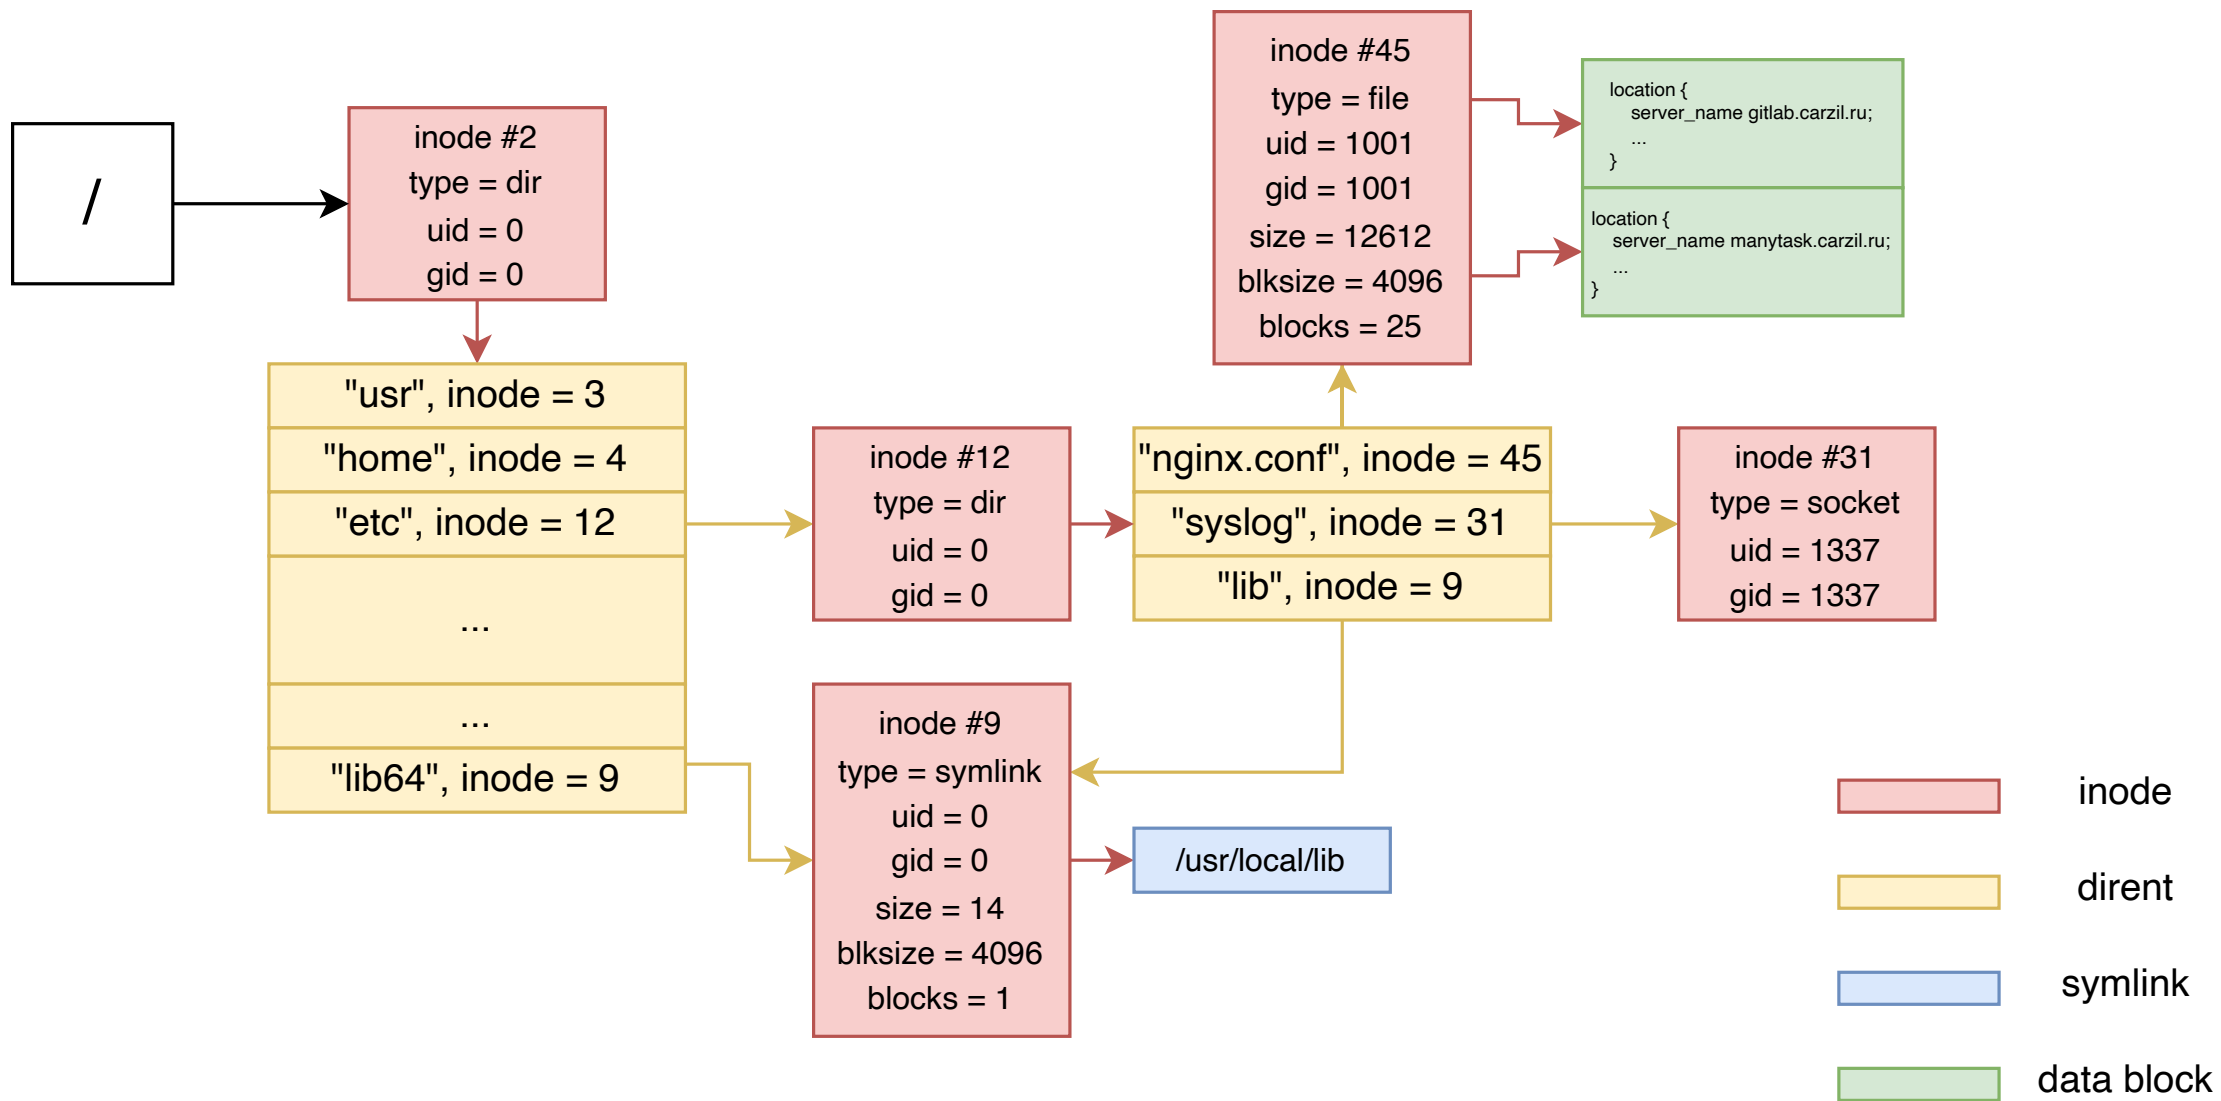 /
inode #2
type = dir
uid = 0
gid = 0
"usr", inode = 3
"home", inode = 4
"etc", inode = 12
...
...
"lib64", inode = 9
inode #12
type = dir
uid = 0
gid = 0
inode #9
type = symlink
uid = 0
gid = 0
size = 14
blksize = 4096
blocks = 1
/usr/local/lib
"nginx.conf", inode = 45
"syslog", inode = 31
"lib", inode = 9
inode #45
type = file
uid = 1001
gid = 1001
size = 12612
blksize = 4096
blocks = 25
location {
server_name gitlab.carzil.ru;
...
}
location {
server_name manytask.carzil.ru;
...
}
inode #31
type = socket
uid = 1337
gid = 1337
inode
dirent
symlink
data block